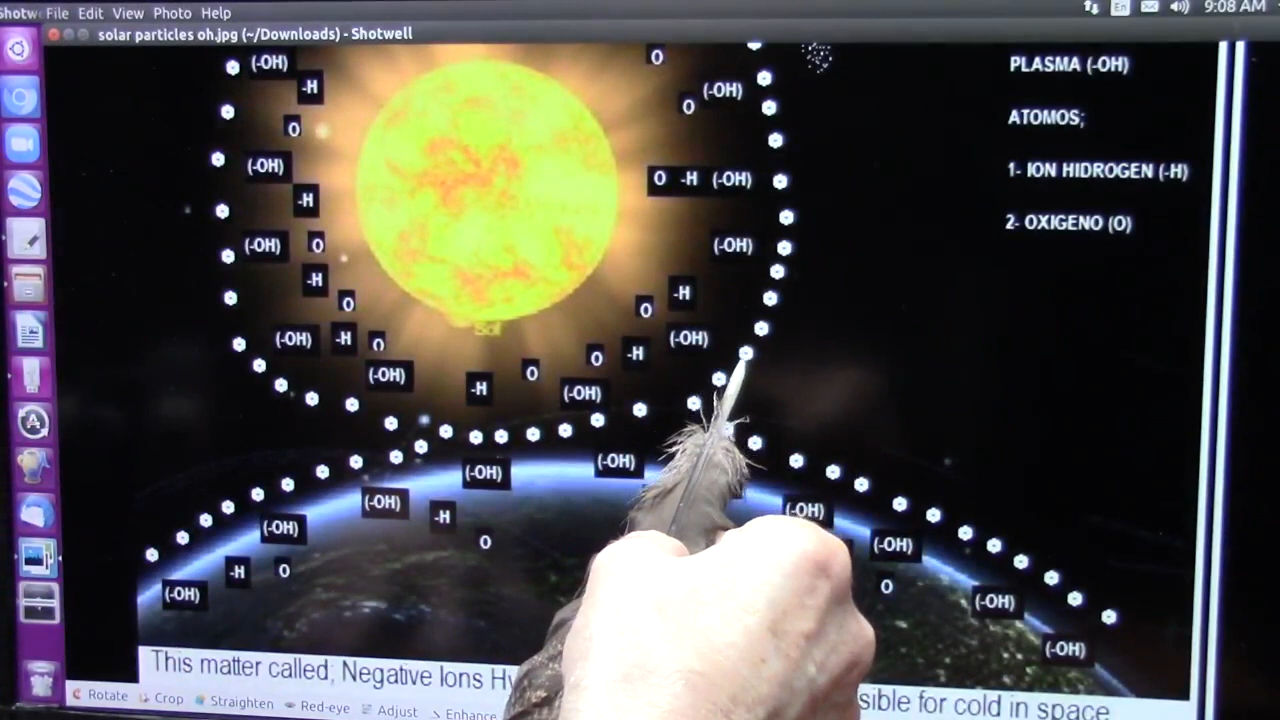 Shotw File Edit View Photo Help
En 9:08 AM
solar particles oh.jpg (~/Downloads) - Shotwell
O
(-OH)
PLASMA (-OH)
-H
(-OH)
O
O
ATOMOS;
(-OH)
1- ION HIDROGEN (-H)
O -H (-OH)
-H
2- OXIGENO (O)
(-OH) O
(-OH)
-H
-H
O
O
Sol
(-OH) -H O
(-OH)
-H
O
O
(-OH)
-H
(-OH)
(-OH)
(-OH)
(-OH)
-H
(-OH)
(-OH)
O
(-OH)
-H O
O
(-OH)
(-OH)
(-OH)
This matter called; Negative Ions
sible for cold in space
Rotate Crop Straighten Red-eye Adjust Enhance